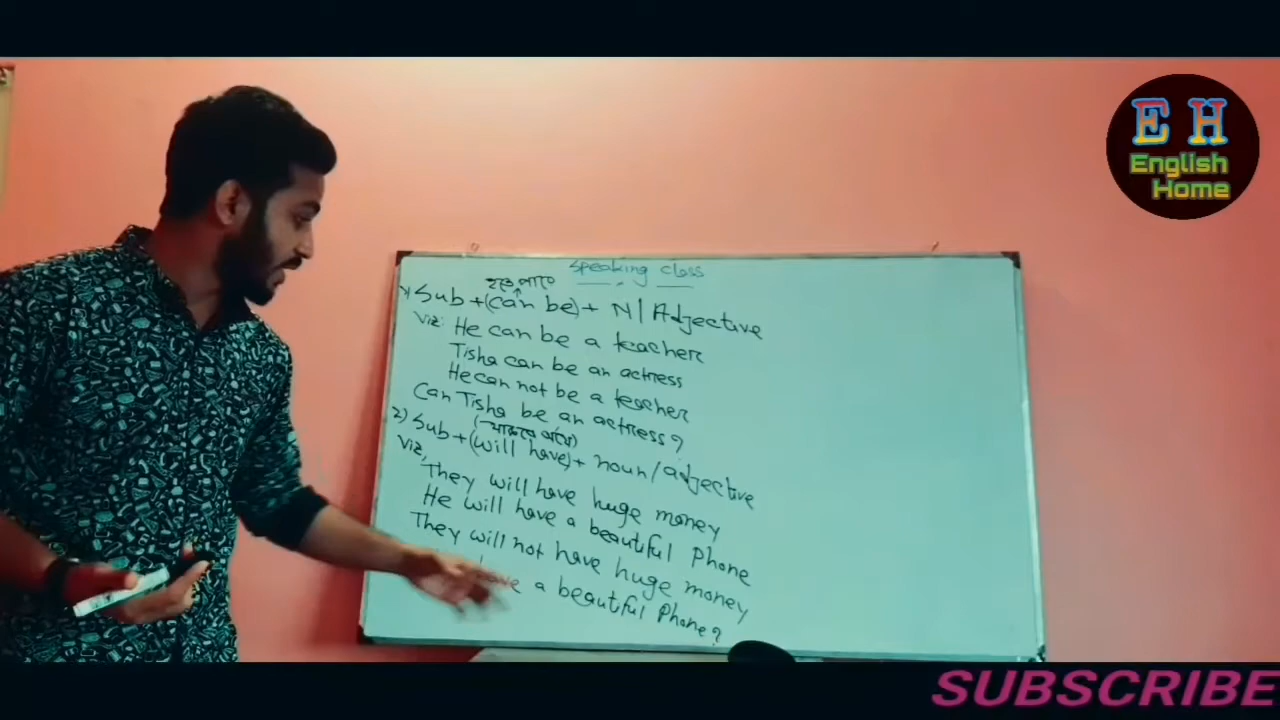 E H
English
Home
Speaking class
হতে পারে
1) Sub + (can be) + N/Adjective
Viz: He can be a teacher
Tisha can be an actress
He can not be a teacher
Can Tisha be an actress?
2) Sub + (will have) + noun/adjective
Viz,
They will have huge money
He will have a beautiful Phone
They will not have huge money
have a beautiful Phone?
SUBSCRIBE